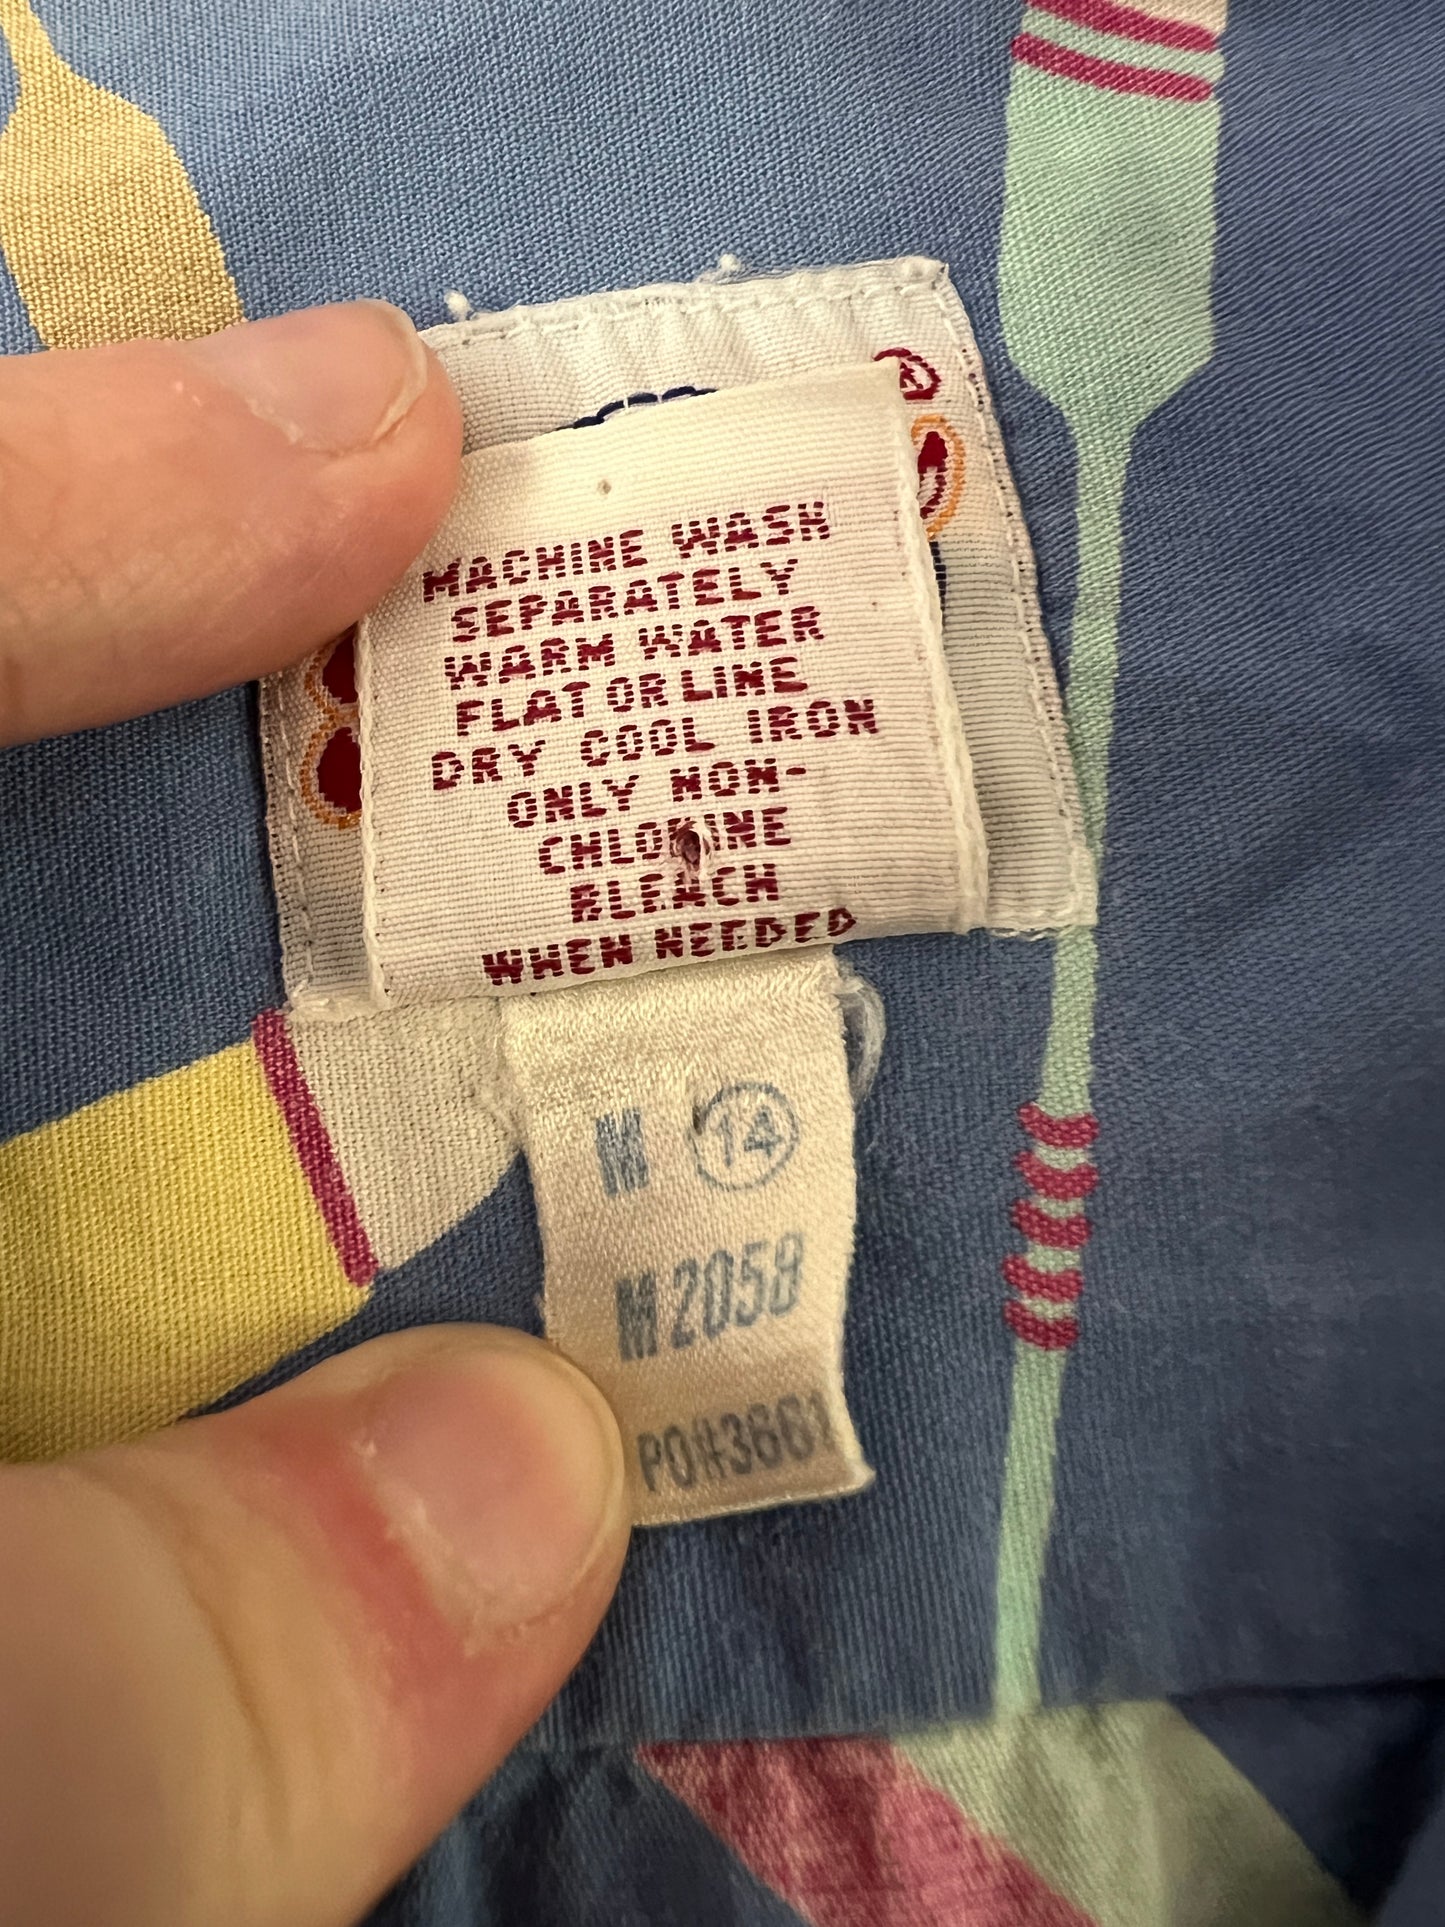 MACHINE WASH
SEPARATELY
WARM WATER
FLAT OR LINE
DRY COOL IRON
ONLY NON-
CHLORINE
BLEACH
WHEN NEEDED
M 14
M2058
PO#3661
®